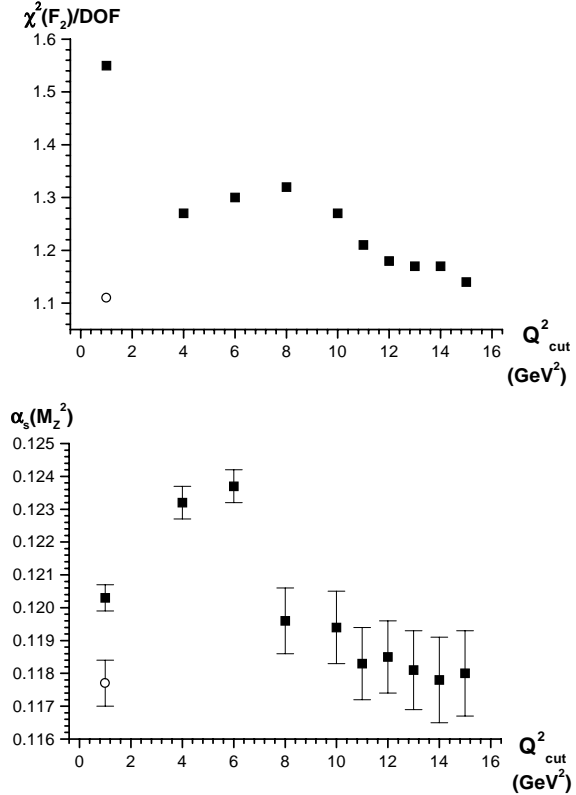 χ²(F₂)/DOF
1.6
1.5
1.4
1.3
1.2
1.1
0 2 4 6 8 10 12 14 16
Q²cut
(GeV²)
αs(MZ²)
0.125
0.124
0.123
0.122
0.121
0.120
0.119
0.118
0.117
0.116
0 2 4 6 8 10 12 14 16
Q²cut
(GeV²)